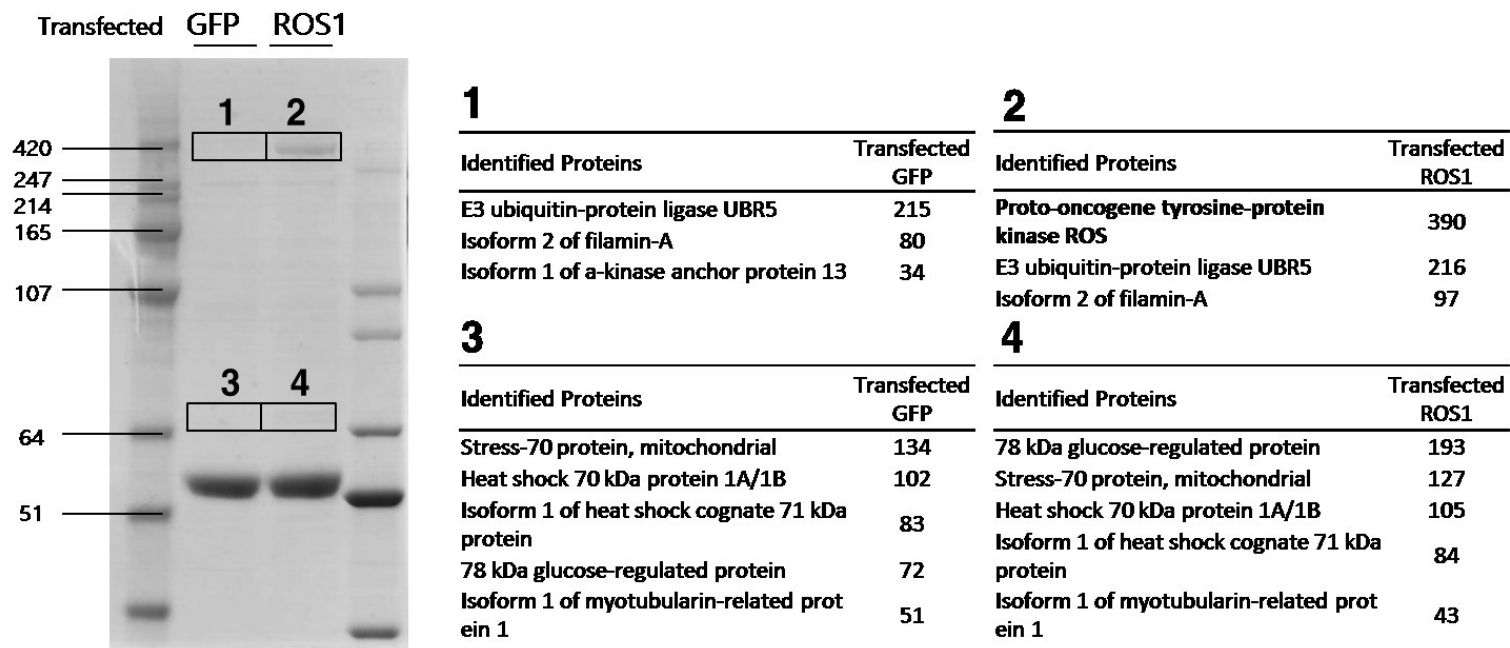 Transfected GFP ROS1
1 2
420
247
214
165
107
3 4
64
51
1
Identified Proteins Transfected
GFP
E3 ubiquitin-protein ligase UBR5 215
Isoform 2 of filamin-A 80
Isoform 1 of a-kinase anchor protein 13 34
2
Identified Proteins Transfected
ROS1
Proto-oncogene tyrosine-protein
kinase ROS 390
E3 ubiquitin-protein ligase UBR5 216
Isoform 2 of filamin-A 97
3
Identified Proteins Transfected
GFP
Stress-70 protein, mitochondrial 134
Heat shock 70 kDa protein 1A/1B 102
Isoform 1 of heat shock cognate 71 kDa
protein 83
78 kDa glucose-regulated protein 72
Isoform 1 of myotubularin-related prot
ein 1 51
4
Identified Proteins Transfected
ROS1
78 kDa glucose-regulated protein 193
Stress-70 protein, mitochondrial 127
Heat shock 70 kDa protein 1A/1B 105
Isoform 1 of heat shock cognate 71 kDa
protein 84
Isoform 1 of myotubularin-related prot
ein 1 43